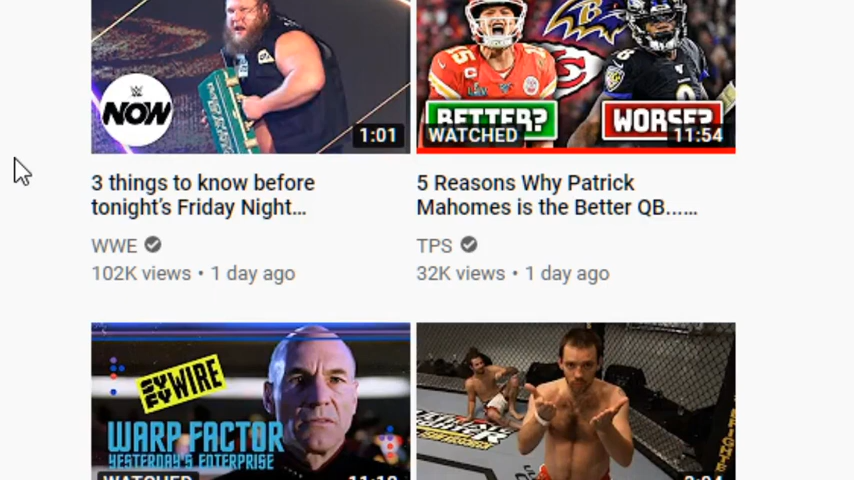 NOW
1:01
15
BETTER?
WORSE?
WATCHED
11:54
3 things to know before
tonight's Friday Night...
5 Reasons Why Patrick
Mahomes is the Better QB......
WWE
TPS
102K views • 1 day ago
32K views • 1 day ago
SYFY WIRE
WARP FACTOR
YESTERDAY'S ENTERPRISE
WATCHED